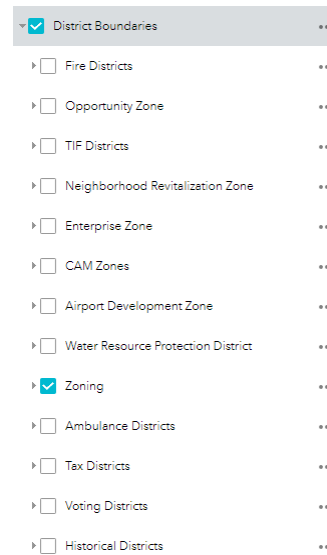 District Boundaries
Fire Districts
Opportunity Zone
TIF Districts
Neighborhood Revitalization Zone
Enterprise Zone
CAM Zones
Airport Development Zone
Water Resource Protection District
Zoning
Ambulance Districts
Tax Districts
Voting Districts
Historical Districts